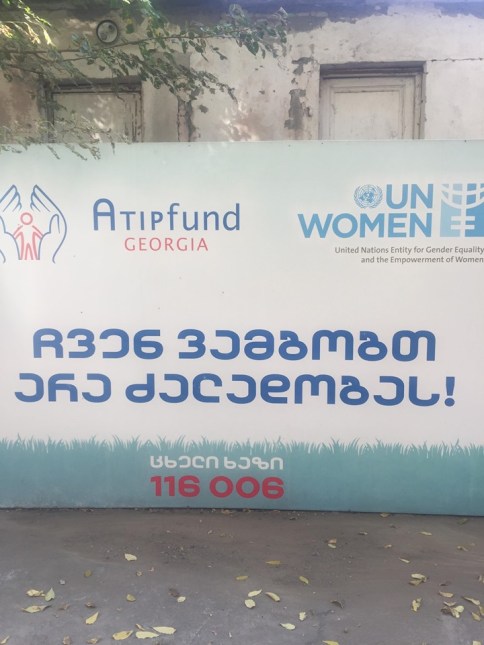 ATIPfund
GEORGIA
UN
WOMEN
United Nations Entity for Gender Equality
and the Empowerment of Women
ჩვენ ვამბობთ
არა ძალადობას!
ცხელი ხაზი
116 006